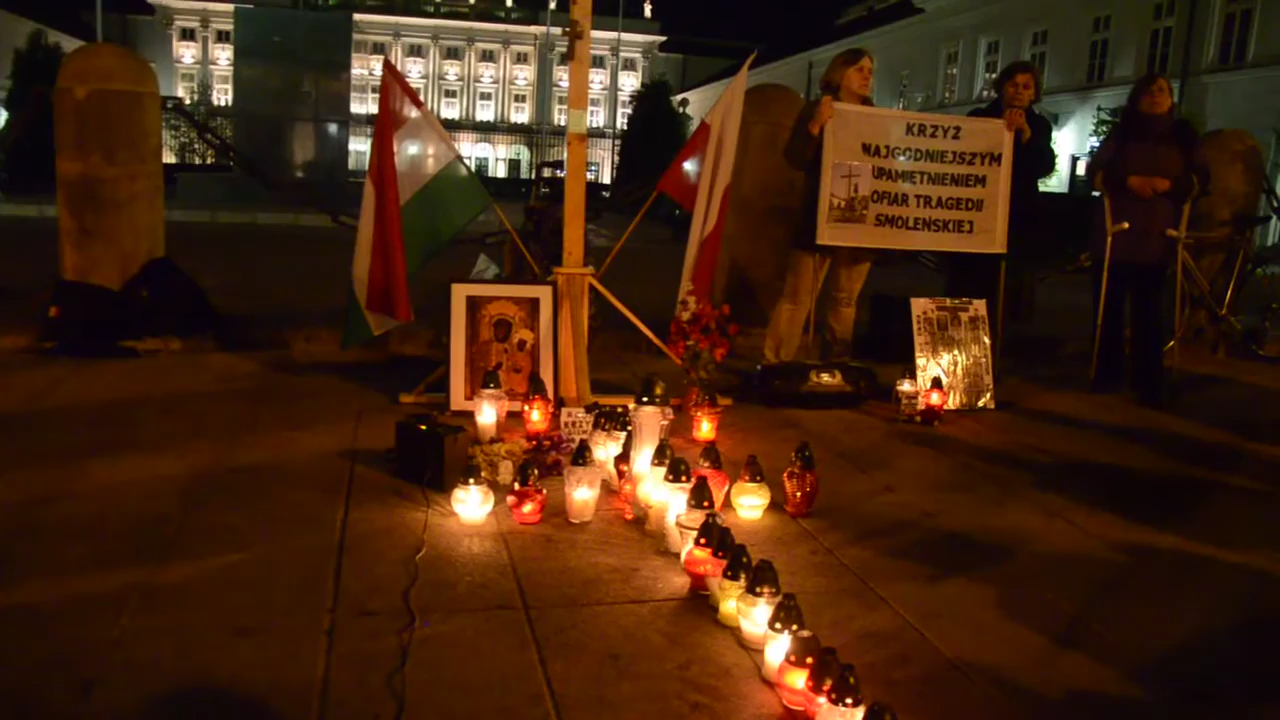 KRZYŻ
NAJGODNIEJSZYM
UPAMIĘTNIENIEM
OFIAR TRAGEDII
SMOLEŃSKIEJ